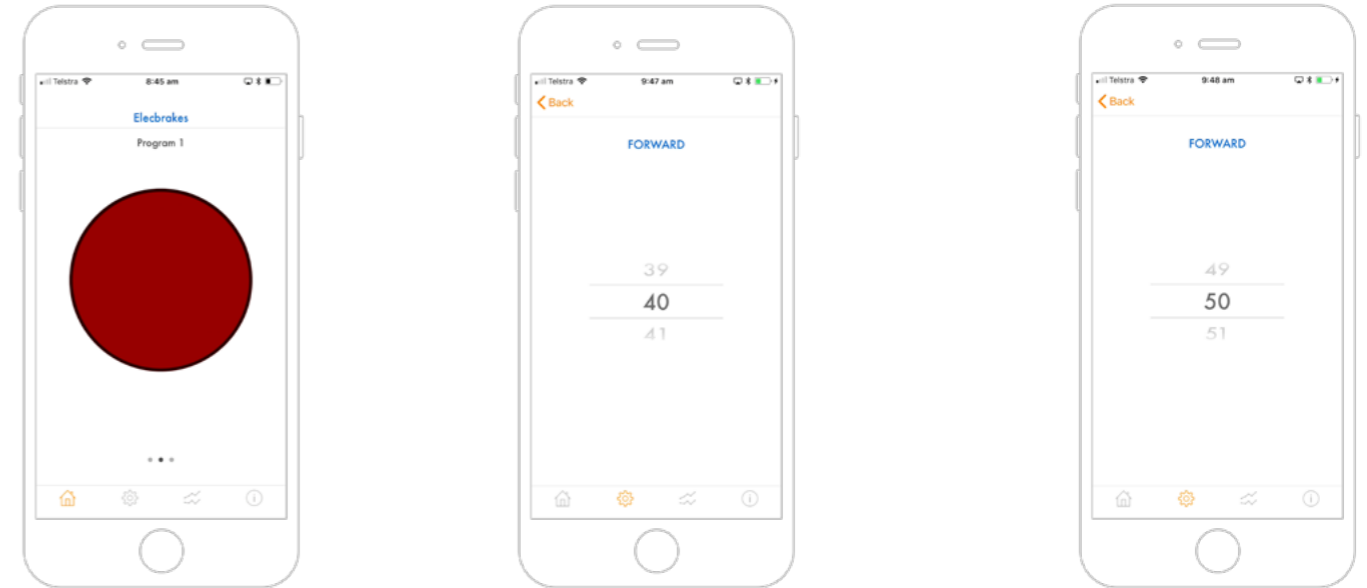 Telstra 8:45 am
Elecbrakes
Program 1
Telstra 9:47 am
Back
FORWARD
39
40
41
Telstra 9:48 am
Back
FORWARD
49
50
51